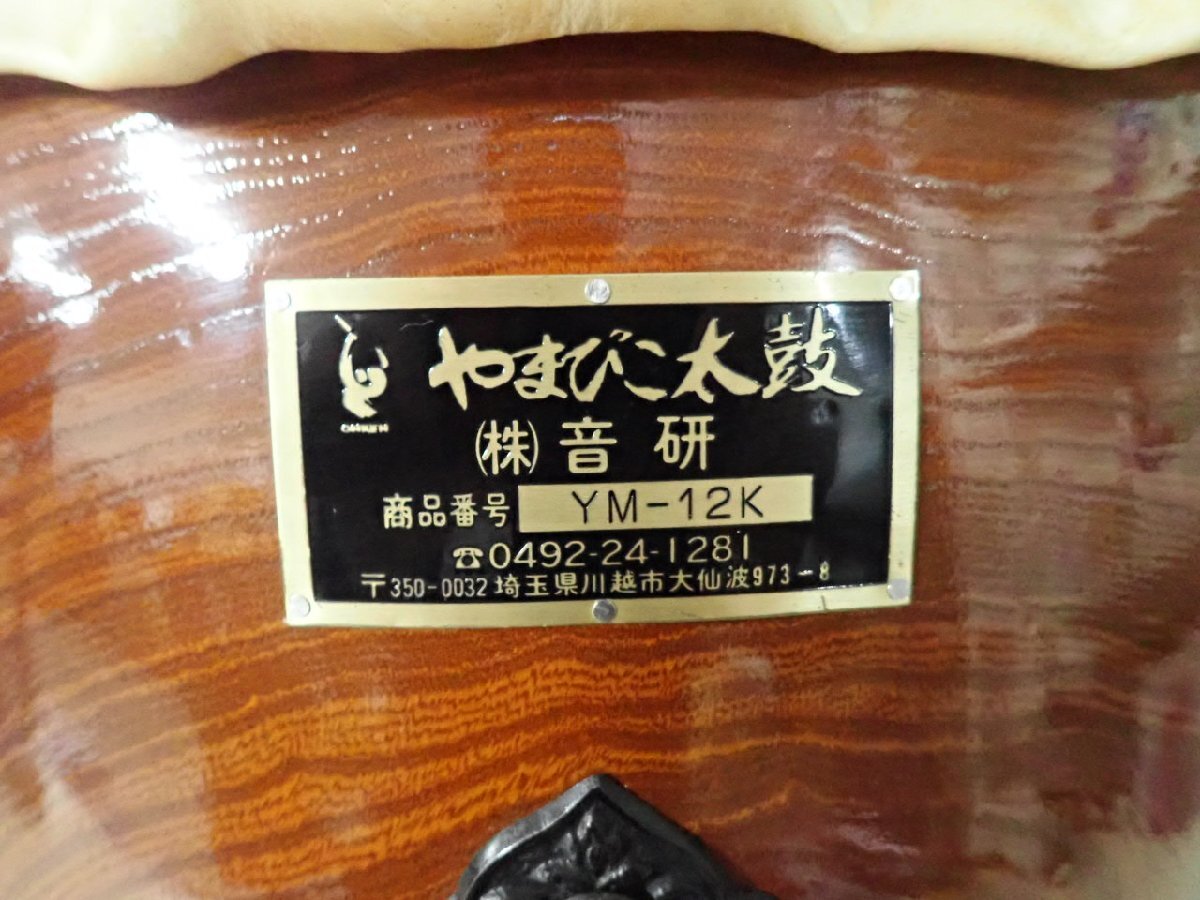 やまびこ太鼓
㈱音研
商品番号 YM-12K
☎0492-24-1281
〒350-0032 埼玉県川越市大仙波973-8